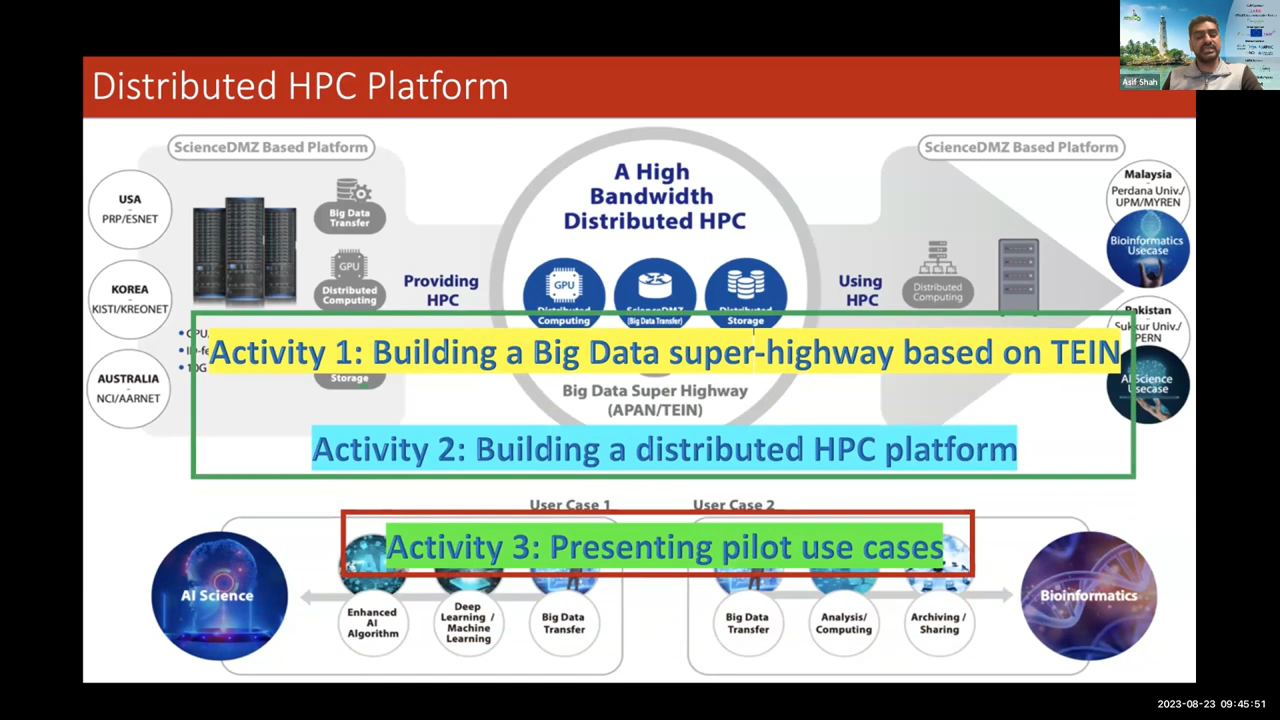 Distributed HPC Platform
Asif Shah
ScienceDMZ Based Platform
ScienceDMZ Based Platform
USA
PRP/ESNET
KOREA
KISTI/KREONET
AUSTRALIA
NCI/AARNET
Big Data
Transfer
GPU
Distributed
Computing
Storage
Providing
HPC
A High
Bandwidth
Distributed HPC
GPU
Distributed
Computing
ScienceDMZ
(Big Data Transfer)
Distributed
Storage
Using
HPC
Distributed
Computing
Malaysia
Perdana Univ./
UPM/MYREN
Bioinformatics
Usecase
Pakistan
Sukkur Univ./
PERN
AI Science
Usecase
10G
Activity 1: Building a Big Data super-highway based on TEIN
Big Data Super Highway
(APAN/TEIN)
Activity 2: Building a distributed HPC platform
User Case 1
User Case 2
Activity 3: Presenting pilot use cases
AI Science
Enhanced
AI
Algorithm
Deep
Learning /
Machine
Learning
Big Data
Transfer
Big Data
Transfer
Analysis/
Computing
Archiving /
Sharing
Bioinformatics
2023-08-23 09:45:51